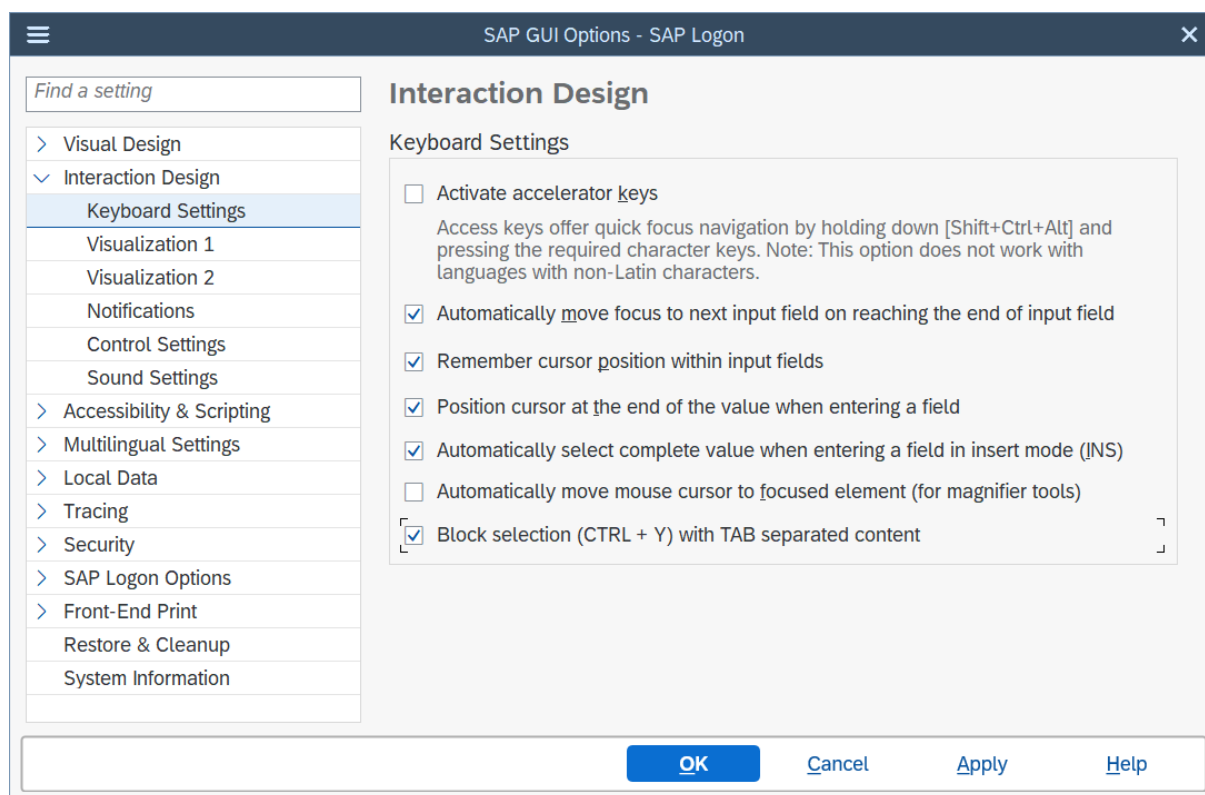 SAP GUI Options - SAP Logon
Find a setting
Visual Design
Interaction Design
Keyboard Settings
Visualization 1
Visualization 2
Notifications
Control Settings
Sound Settings
Accessibility & Scripting
Multilingual Settings
Local Data
Tracing
Security
SAP Logon Options
Front-End Print
Restore & Cleanup
System Information
Interaction Design
Keyboard Settings
Activate accelerator keys
Access keys offer quick focus navigation by holding down [Shift+Ctrl+Alt] and
pressing the required character keys. Note: This option does not work with
languages with non-Latin characters.
Automatically move focus to next input field on reaching the end of input field
Remember cursor position within input fields
Position cursor at the end of the value when entering a field
Automatically select complete value when entering a field in insert mode (INS)
Automatically move mouse cursor to focused element (for magnifier tools)
Block selection (CTRL + Y) with TAB separated content
OK
Cancel
Apply
Help